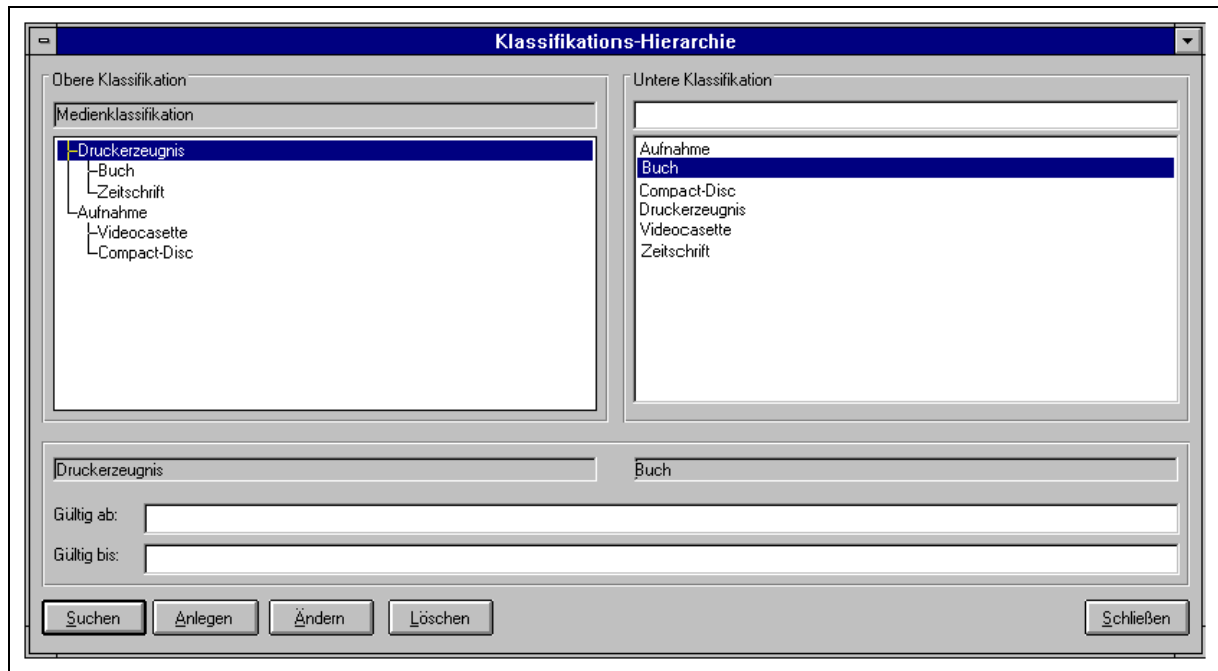 Klassifikations-Hierarchie
Obere Klassifikation
Medienklassifikation
Druckerzeugnis
Buch
Zeitschrift
Aufnahme
Videocasette
Compact-Disc
Untere Klassifikation
Aufnahme
Buch
Compact-Disc
Druckerzeugnis
Videocasette
Zeitschrift
Druckerzeugnis
Buch
Gültig ab:
Gültig bis:
Suchen Anlegen Ändern Löschen Schließen